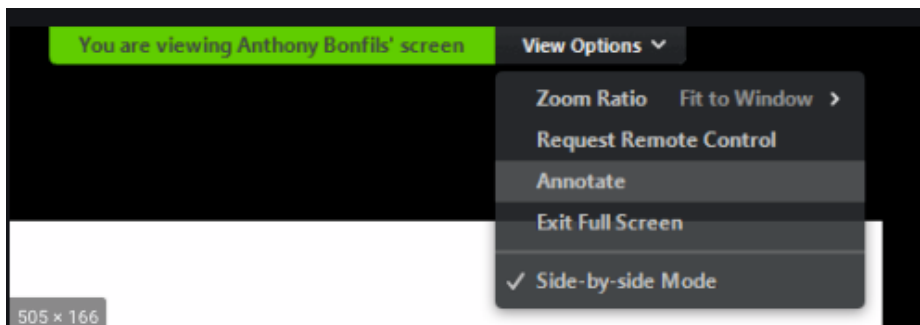 You are viewing Anthony Bonfils' screen View Options
Zoom Ratio Fit to Window
Request Remote Control
Annotate
Exit Full Screen
Side-by-side Mode
505 × 166